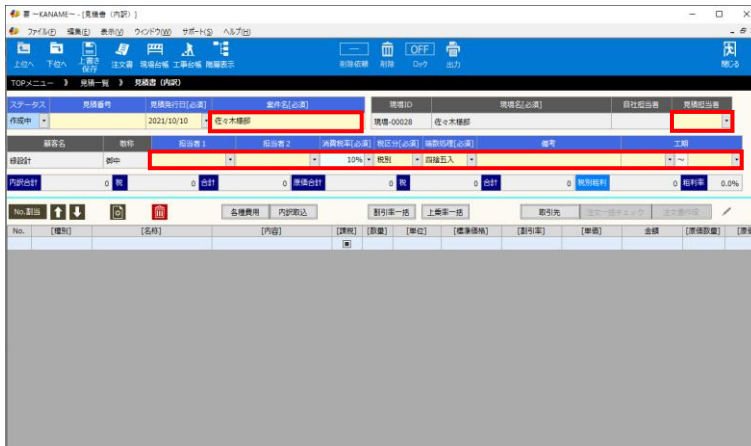 要 ～KANAME～ - [見積書（内訳）]
ファイル(F) 編集(E) 表示(V) ウィンドウ(W) サポート(S) ヘルプ(H)
上位へ 下位へ 上書き保存 注文書 現場台帳 工事台帳 階層表示 削除依頼 削除 OFF ロック 出力 閉じる
TOPメニュー 》 見積一覧 》 見積書（内訳）
ステータス 見積番号 見積発行日[必須] 案件名[必須] 現場ID 現場名[必須] 自社担当者 見積担当者
作成中 2021/10/10 佐々木様邸 現場-00028 佐々木様邸
顧客名 敬称 担当者1 担当者2 消費税率[必須] 税区分[必須] 端数処理[必須] 備考 工期
御中 10% 税別 四捨五入 ～
内訳合計 0 税 0 合計 0 原価合計 0 税 0 合計 0 税別粗利 0 粗利率 0.0%
No.割当 各種費用 内訳取込 割引率一括 上乗率一括 取引先 注文一括チェック 注文書作成
No. [種別] [名称] [内容] [課税] [数量] [単位] [標準価格] [割引率] [単価] 金額 [原価数量] [原価